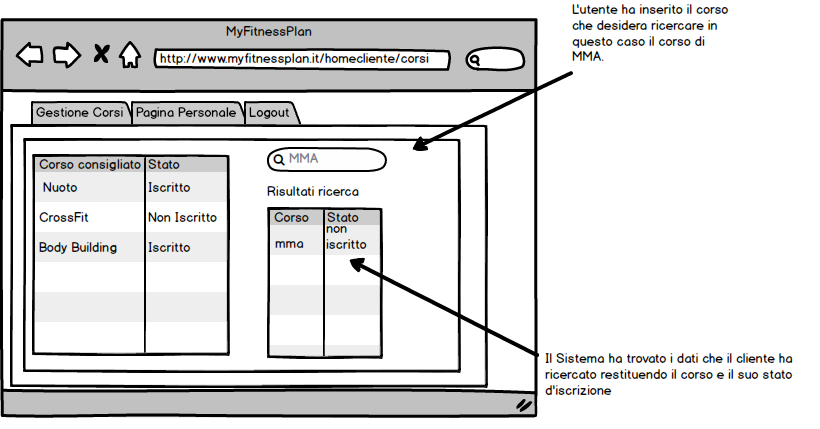 MyFitnessPlan
http://www.myfitnessplan.it/homecliente/corsi
L'utente ha inserito il corso
che desidera ricercare in
questo caso il corso di
MMA.
Gestione Corsi Pagina Personale Logout
MMA
Corso consigliato Stato
Nuoto Iscritto
CrossFit Non Iscritto
Body Building Iscritto
Risultati ricerca
Corso Stato
mma non
iscritto
Il Sistema ha trovato i dati che il cliente ha
ricercato restituendo il corso e il suo stato
d'iscrizione